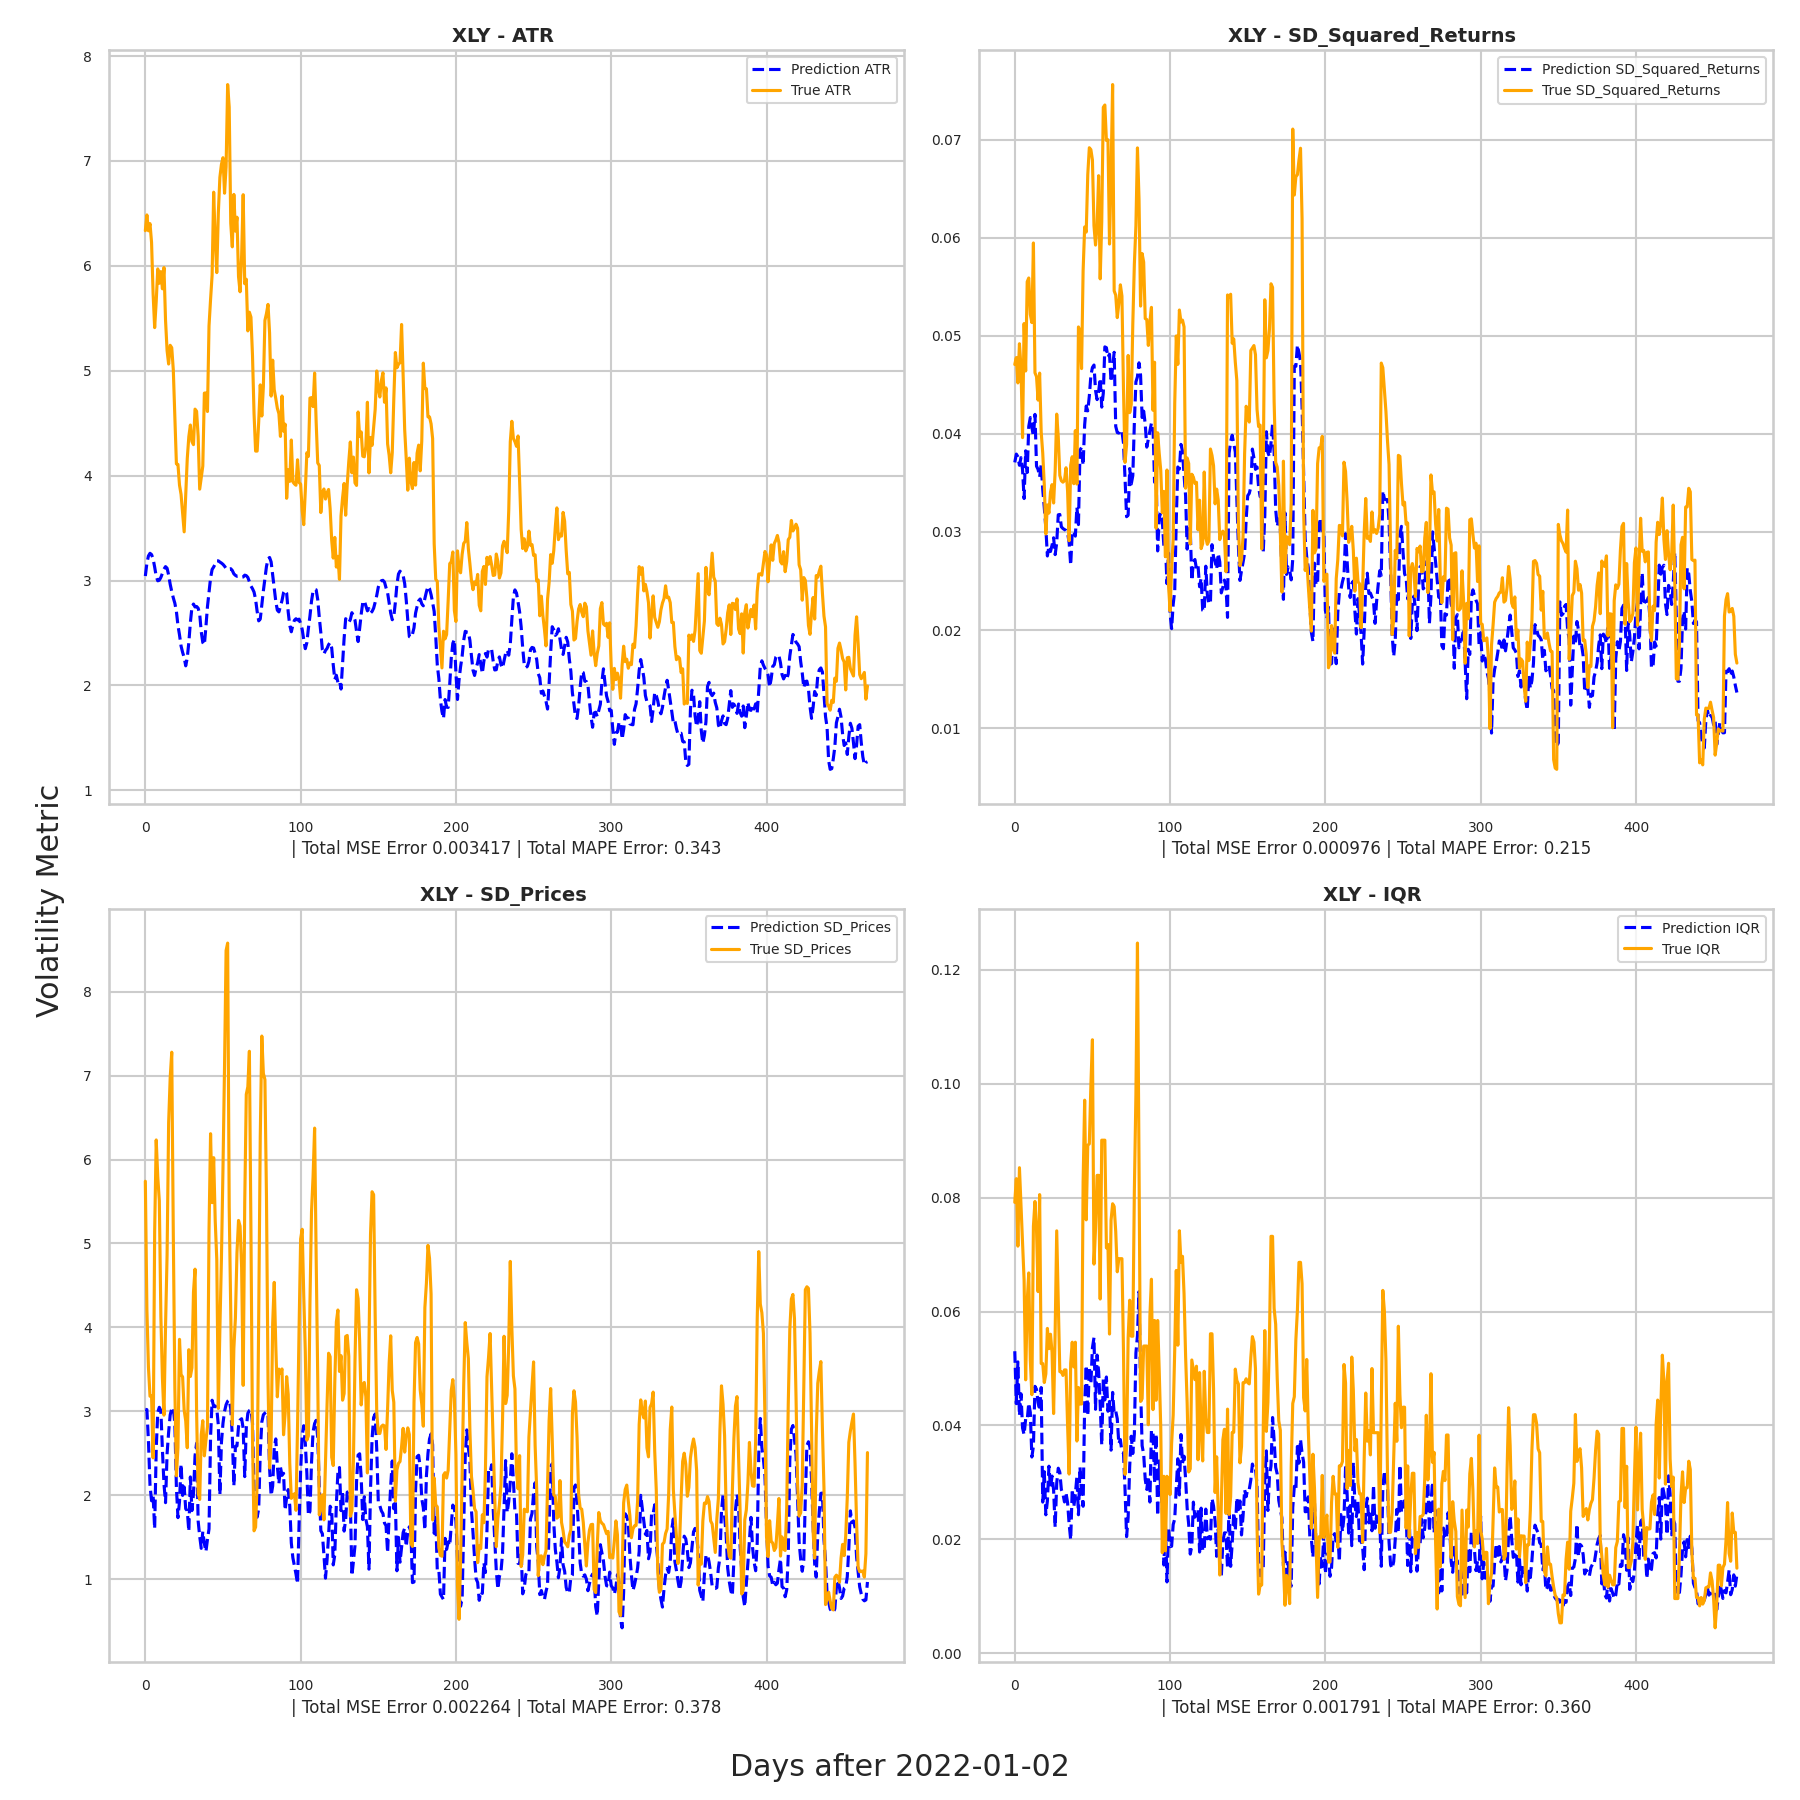 XLY - ATR
Prediction ATR
True ATR
8
7
6
5
4
3
2
1
0
100
200
300
400
| Total MSE Error 0.003417 | Total MAPE Error: 0.343
XLY - SD_Squared_Returns
Prediction SD_Squared_Returns
True SD_Squared_Returns
0.07
0.06
0.05
0.04
0.03
0.02
0.01
0
100
200
300
400
| Total MSE Error 0.000976 | Total MAPE Error: 0.215
Volatility Metric
XLY - SD_Prices
Prediction SD_Prices
True SD_Prices
8
7
6
5
4
3
2
1
0
100
200
300
400
| Total MSE Error 0.002264 | Total MAPE Error: 0.378
XLY - IQR
Prediction IQR
True IQR
0.12
0.10
0.08
0.06
0.04
0.02
0.00
0
100
200
300
400
| Total MSE Error 0.001791 | Total MAPE Error: 0.360
Days after 2022-01-02